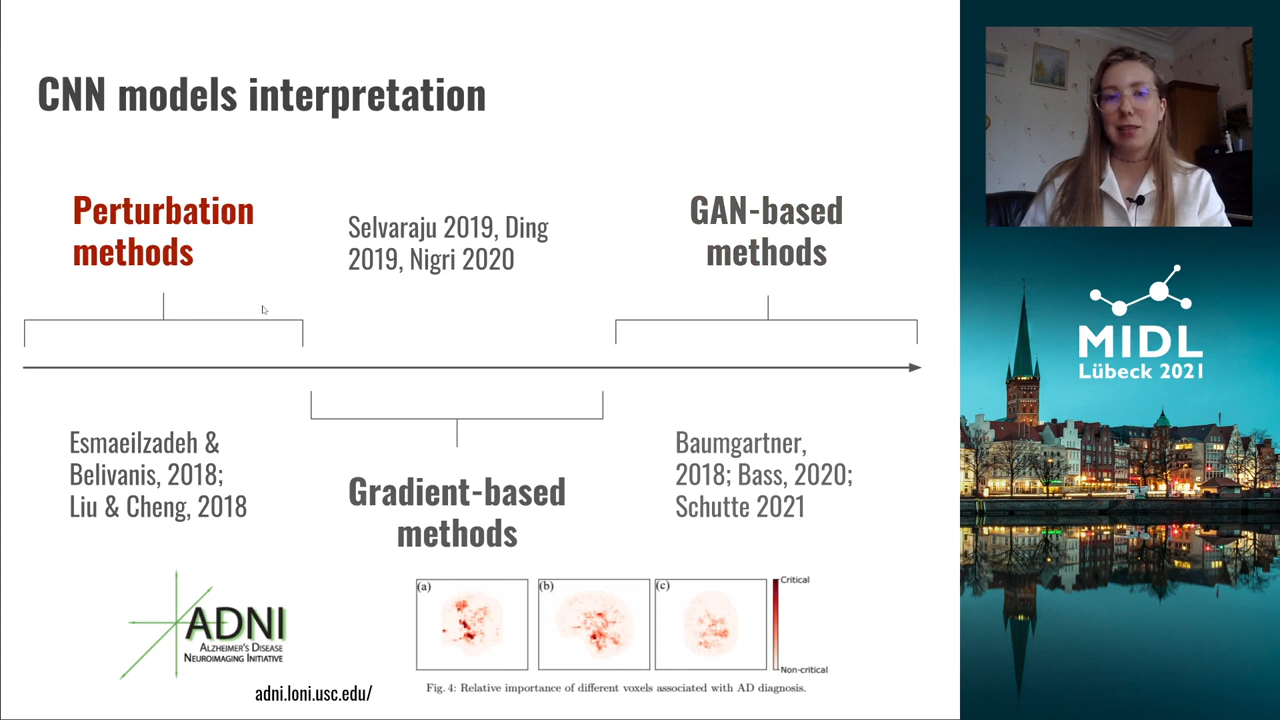 CNN models interpretation
Perturbation
methods
Selvaraju 2019, Ding
2019, Nigri 2020
GAN-based
methods
Esmaeilzadeh &
Belivanis, 2018;
Liu & Cheng, 2018
Gradient-based
methods
Baumgartner,
2018; Bass, 2020;
Schutte 2021
ADNI
ALZHEIMER'S DISEASE
NEUROIMAGING INITIATIVE
adni.loni.usc.edu/
(a)
(b)
(c)
Critical
Non-critical
Fig. 4: Relative importance of different voxels associated with AD diagnosis.
MIDL
Lübeck 2021